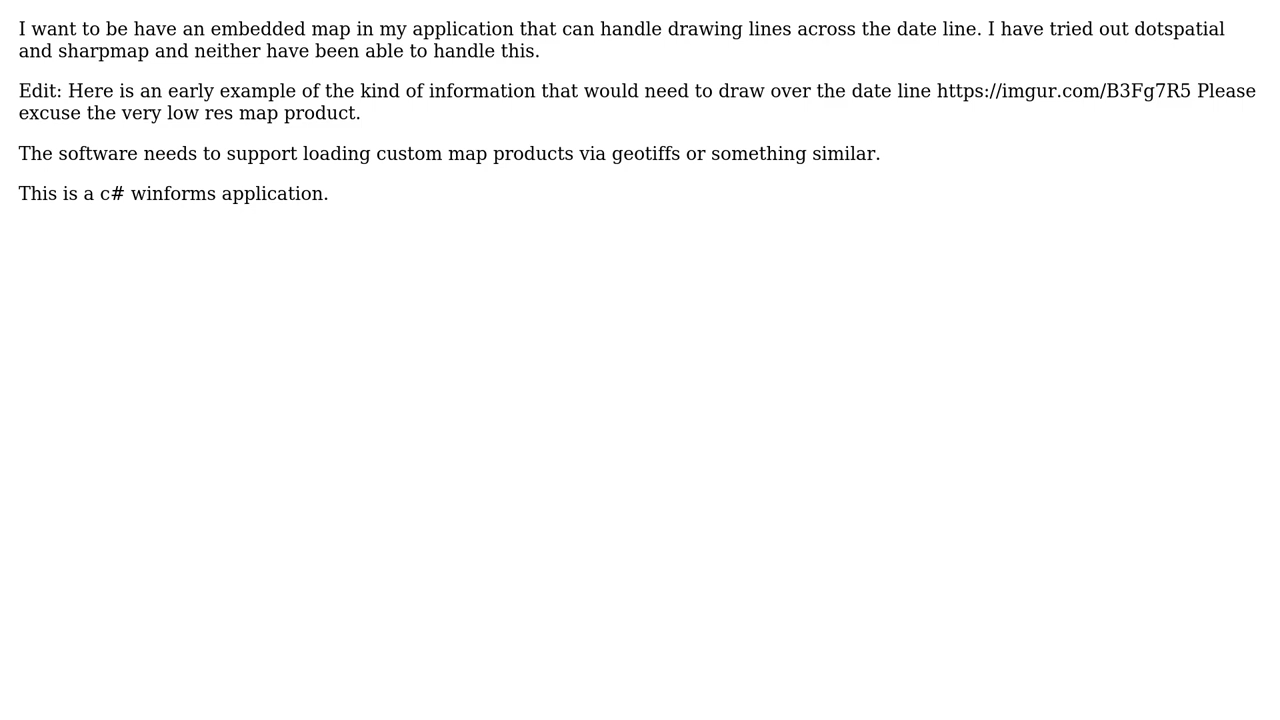 I want to be have an embedded map in my application that can handle drawing lines across the date line. I have tried out dotspatial
and sharpmap and neither have been able to handle this.
Edit: Here is an early example of the kind of information that would need to draw over the date line https://imgur.com/B3Fg7R5 Please
excuse the very low res map product.
The software needs to support loading custom map products via geotiffs or something similar.
This is a c# winforms application.